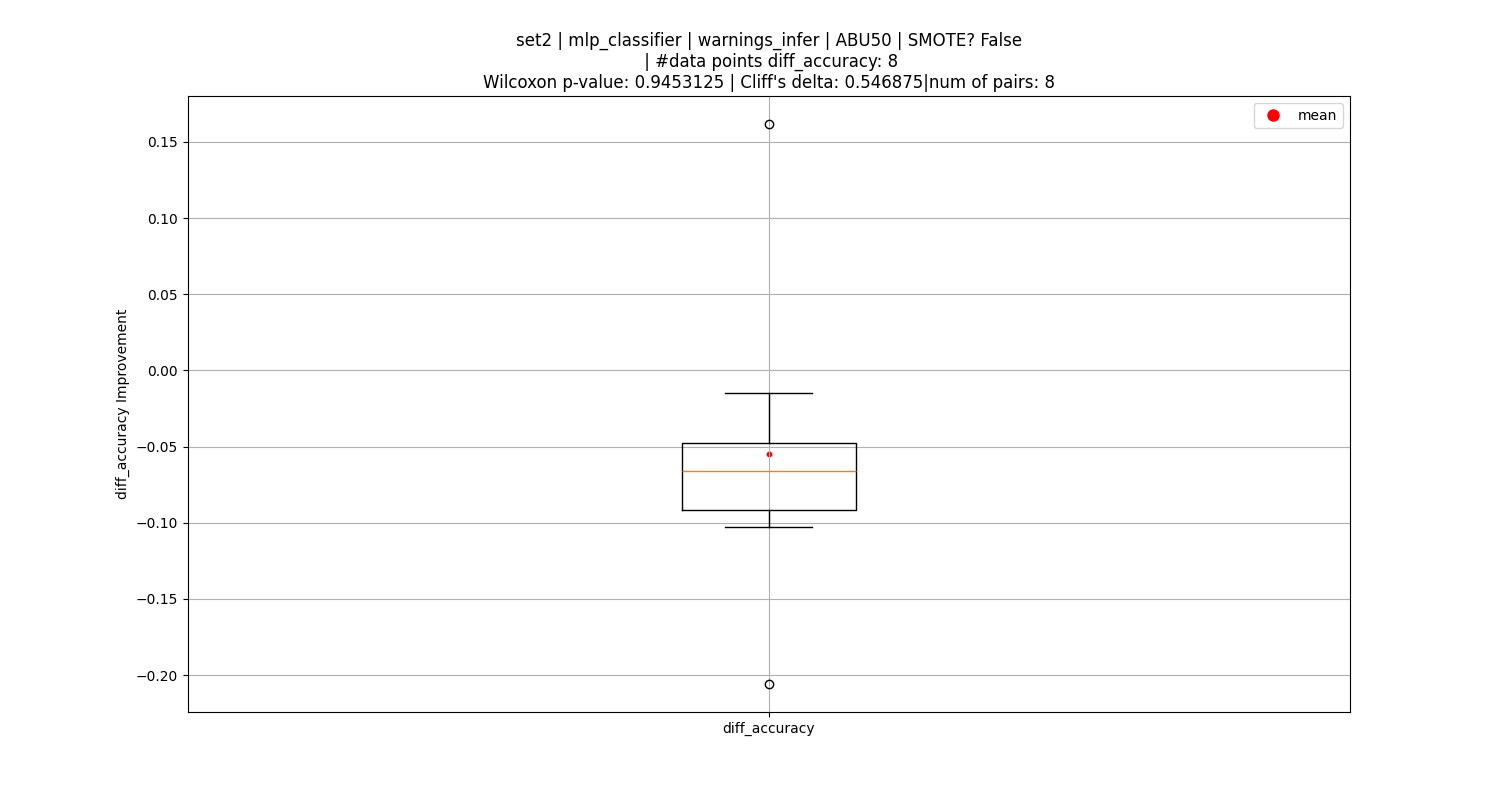 set2 | mlp_classifier | warnings_infer | ABU50 | SMOTE? False
| #data points diff_accuracy: 8
Wilcoxon p-value: 0.9453125 | Cliff's delta: 0.546875|num of pairs: 8
mean
0.15
0.10
0.05
0.00
−0.05
−0.10
−0.15
−0.20
diff_accuracy Improvement
diff_accuracy